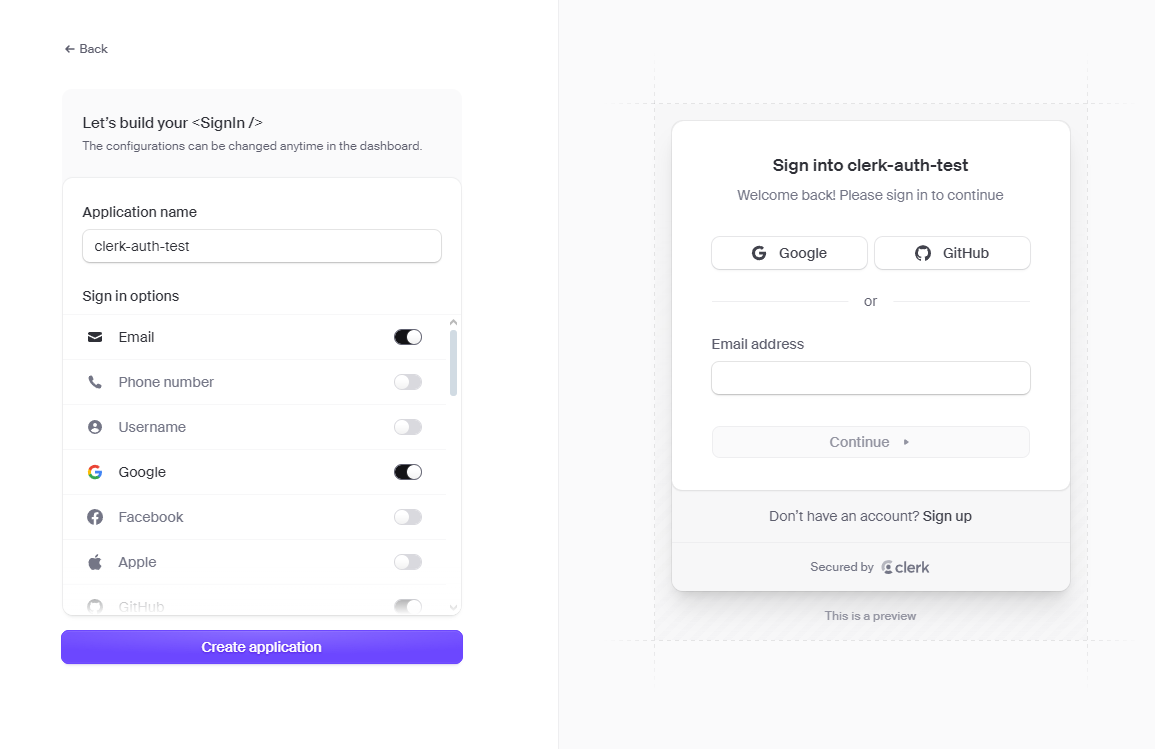 Back
Let's build your <SignIn />
The configurations can be changed anytime in the dashboard.
Application name
clerk-auth-test
Sign in options
Email
Phone number
Username
Google
Facebook
Apple
GitHub
Create application
Sign into clerk-auth-test
Welcome back! Please sign in to continue
Google
GitHub
or
Email address
Continue
Don't have an account? Sign up
Secured by clerk
This is a preview